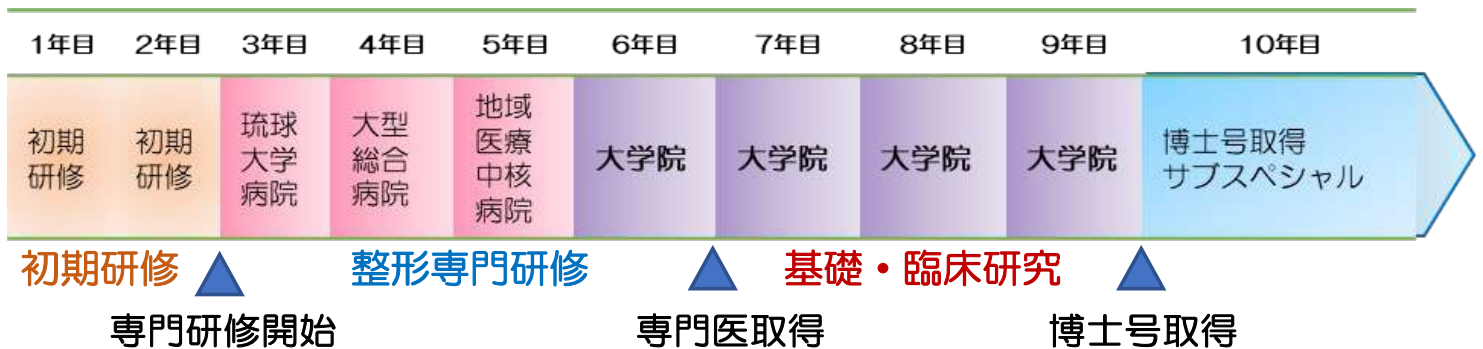 1年目 2年目 3年目 4年目 5年目 6年目 7年目 8年目 9年目 10年目
初期
研修
初期
研修
琉球
大学
病院
大型
総合
病院
地域
医療
中核
病院
大学院
大学院
大学院
大学院
博士号取得
サブスペシャル
初期研修 整形専門研修 基礎・臨床研究
専門研修開始 専門医取得 博士号取得